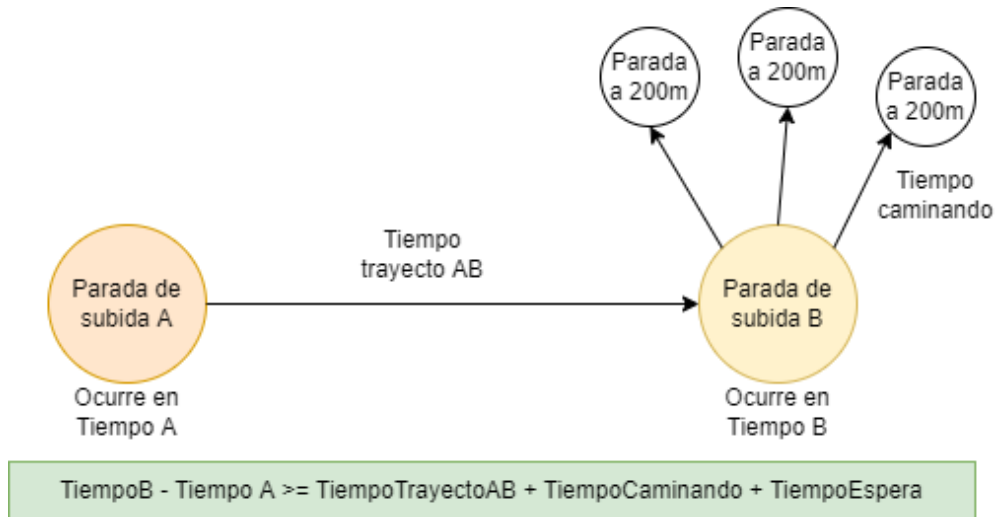 Parada
a 200m
Parada
a 200m
Parada
a 200m
Tiempo
caminando
Tiempo
trayecto AB
Parada de
subida A
Parada de
subida B
Ocurre en
Tiempo A
Ocurre en
Tiempo B
TiempoB - Tiempo A >= TiempoTrayectoAB + TiempoCaminando + TiempoEspera